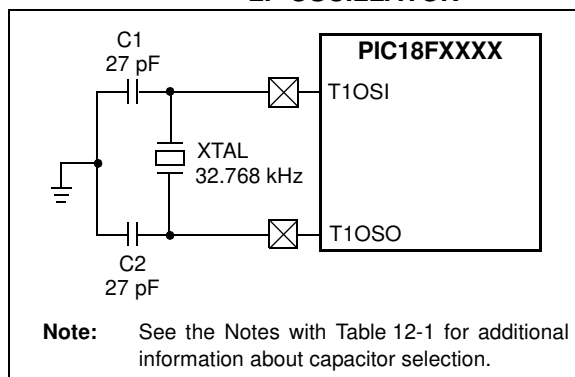 C1
27 pF
PIC18FXXXX
T1OSI
XTAL
32.768 kHz
T1OSO
C2
27 pF
Note: See the Notes with Table 12-1 for additional
information about capacitor selection.